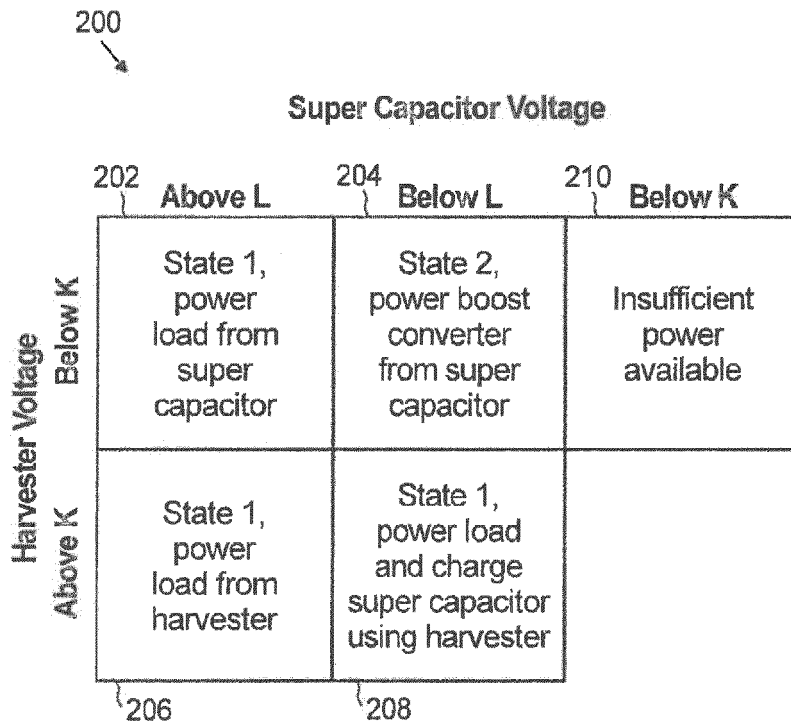 200
Super Capacitor Voltage
202
Above L
204
Below L
210
Below K
Harvester Voltage
Below K
State 1,
power
load from
super
capacitor
State 2,
power boost
converter
from super
capacitor
Insufficient
power
available
Above K
State 1,
power
load from
harvester
State 1,
power load
and charge
super capacitor
using harvester
206
208